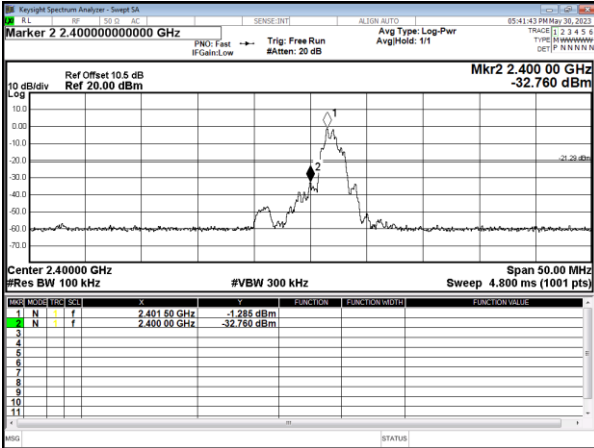 Keysight Spectrum Analyzer - Swept SA
RL RF 50 Ω AC SENSE:INT ALIGN AUTO 05:41:43 PM May 30, 2023
Marker 2 2.400000000000 GHz
PNO: Fast
IFGain:Low
Trig: Free Run
#Atten: 20 dB
Avg Type: Log-Pwr
Avg|Hold: 1/1
TRACE 1 2 3 4 5 6
TYPE M WWWWW
DET P N N N N N
Ref Offset 10.5 dB
Ref 20.00 dBm
10 dB/div
Log
Mkr2 2.400 00 GHz
-32.760 dBm
10.0
0.00
-10.0
-20.0
-30.0
-40.0
-50.0
-60.0
-70.0
1
2
-21.29 dBm
Center 2.40000 GHz Span 50.00 MHz
#Res BW 100 kHz #VBW 300 kHz Sweep 4.800 ms (1001 pts)
MKR MODE TRC SCL X Y FUNCTION FUNCTION WIDTH FUNCTION VALUE
1 N 1 f 2.401 50 GHz -1.285 dBm
2 N 1 f 2.400 00 GHz -32.760 dBm
3
4
5
6
7
8
9
10
11
MSG STATUS